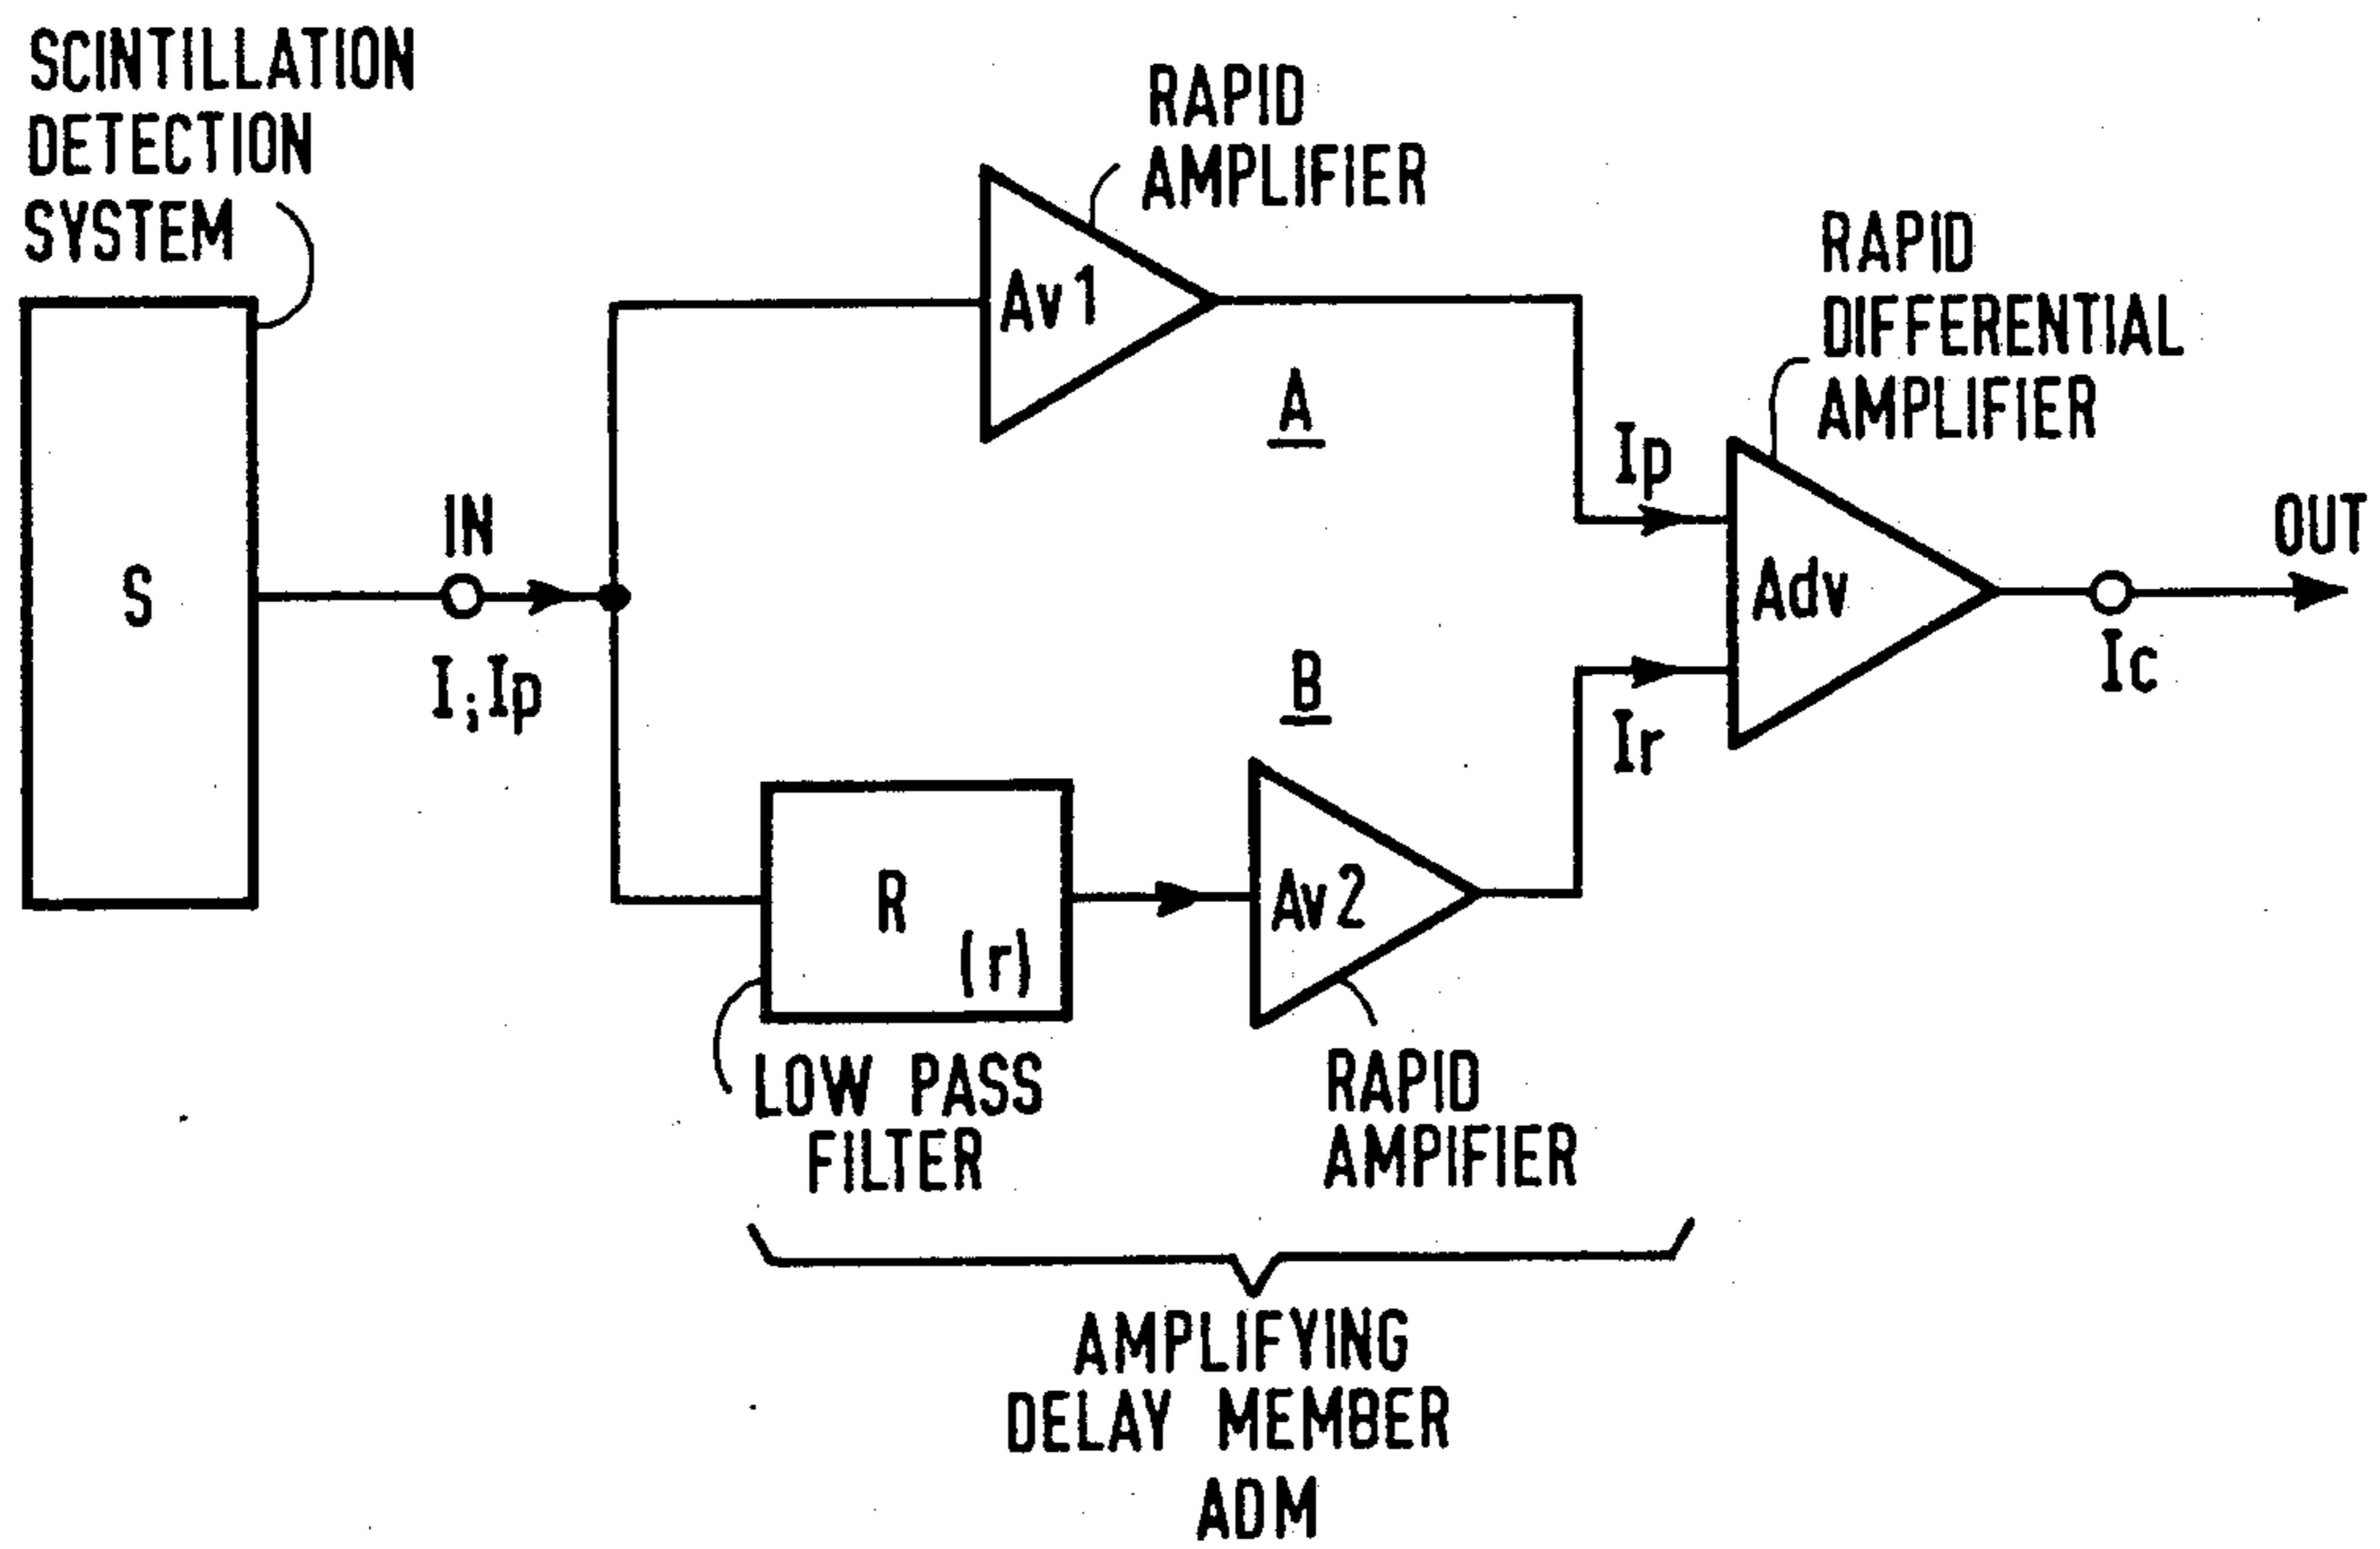 SCINTILLATION
DETECTION
SYSTEM
S
IN
I;Ip
RAPID
AMPLIFIER
Av1
A
Ip
RAPID
DIFFERENTIAL
AMPLIFIER
Adv
OUT
Ic
B
Ir
R
(r)
Av2
LOW PASS
FILTER
RAPID
AMPIFIER
AMPLIFYING
DELAY MEMBER
ADM